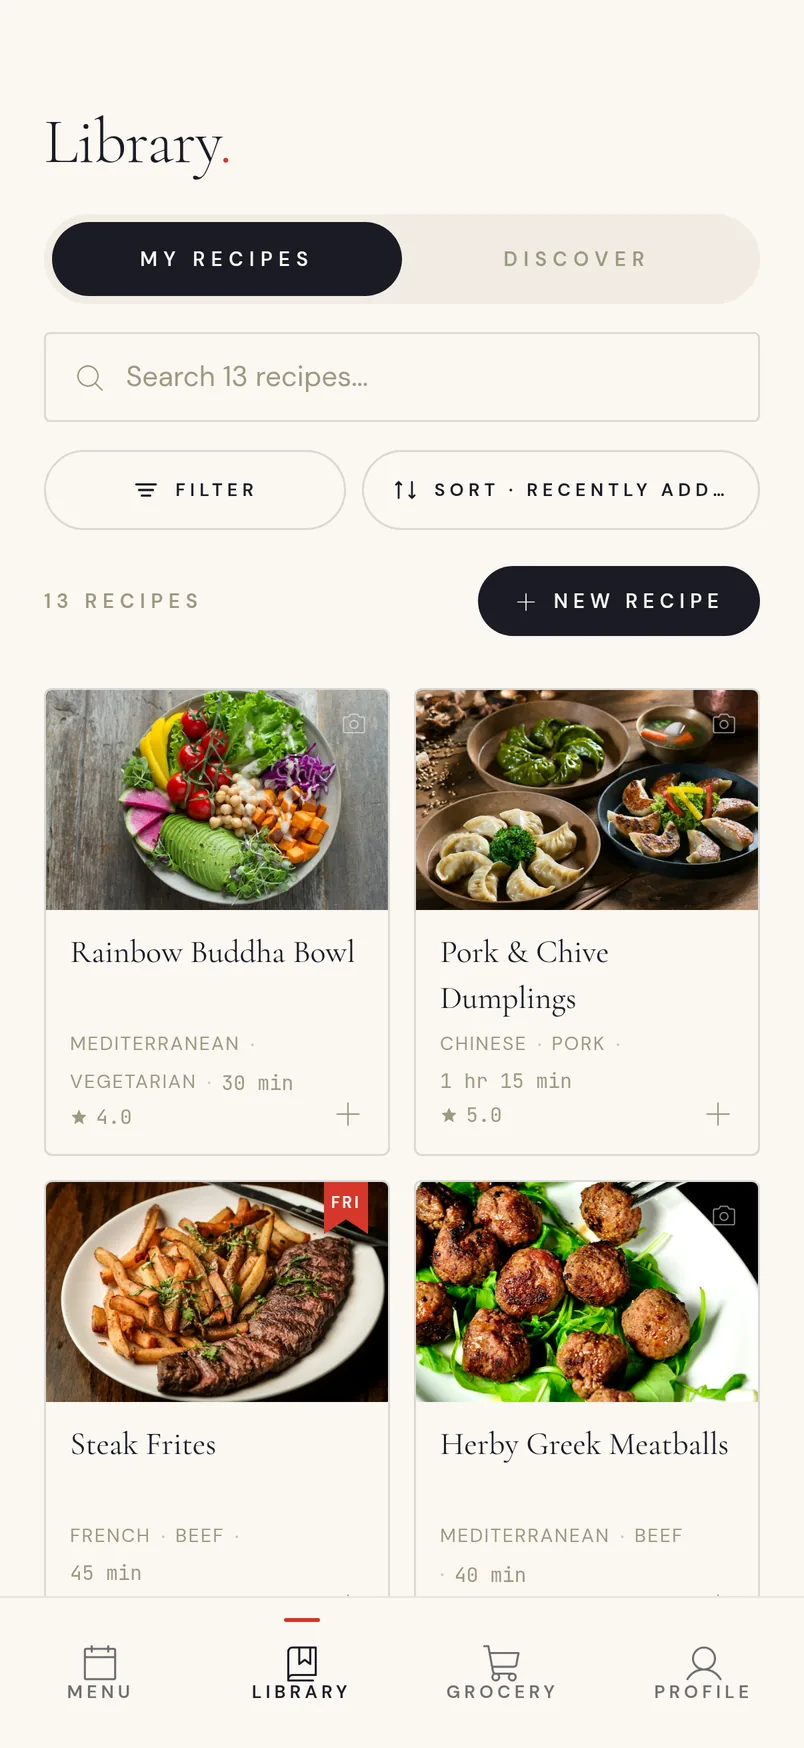 Library.
MY RECIPES
DISCOVER
Search 13 recipes...
FILTER
SORT · RECENTLY ADD...
13 RECIPES
+ NEW RECIPE
Rainbow Buddha Bowl
MEDITERRANEAN ·
VEGETARIAN · 30 min
★ 4.0
Pork & Chive
Dumplings
CHINESE · PORK ·
1 hr 15 min
★ 5.0
FRI
Steak Frites
FRENCH · BEEF ·
45 min
Herby Greek Meatballs
MEDITERRANEAN · BEEF
· 40 min
MENU
LIBRARY
GROCERY
PROFILE